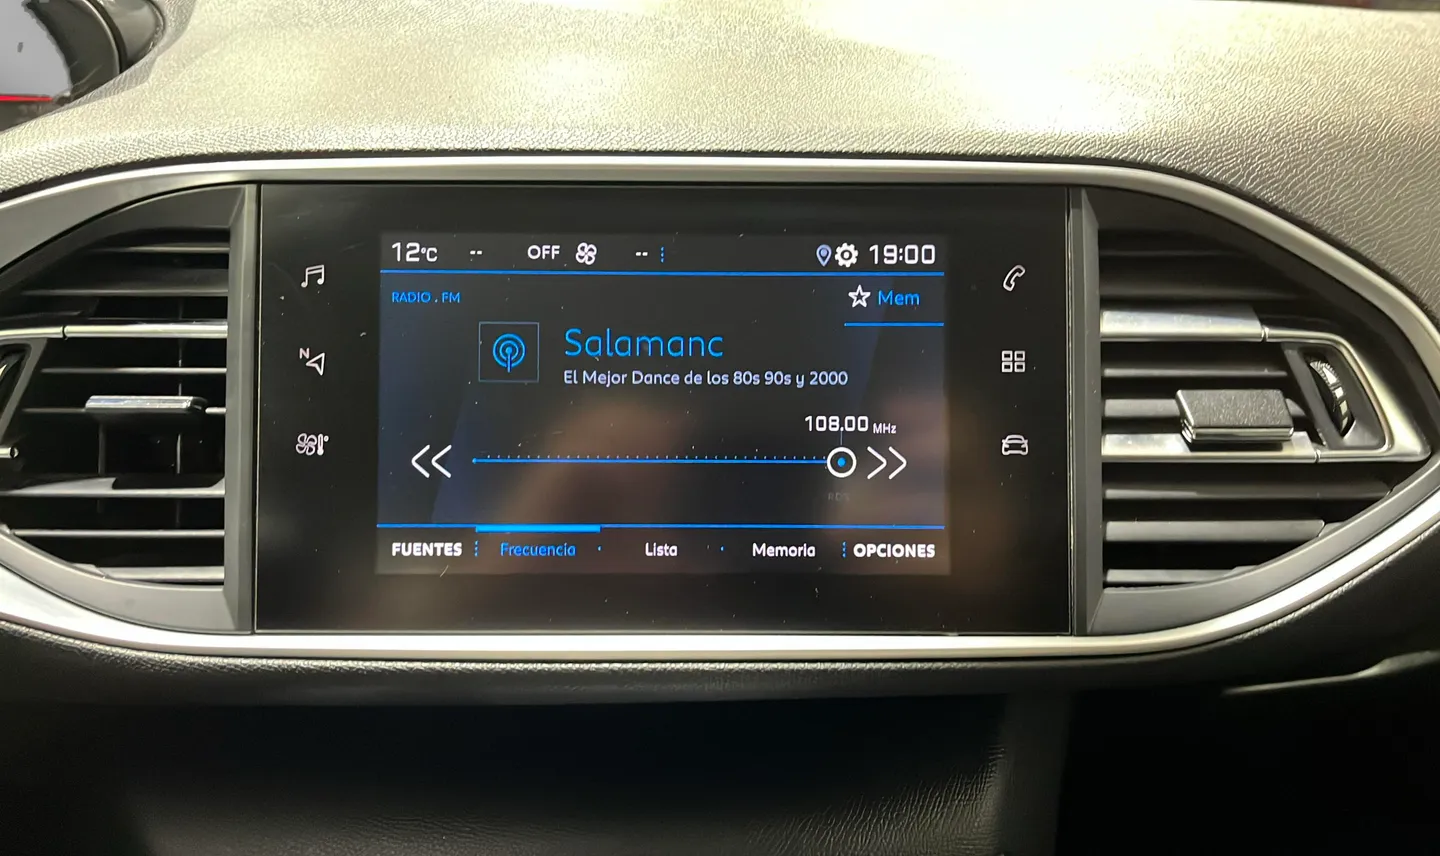 12°C -- OFF -- 19:00
RADIO . FM
Mem
Salamanc
El Mejor Dance de los 80s 90s y 2000
108.00 MHz
RDS
FUENTES Frecuencia Lista Memoria OPCIONES
N